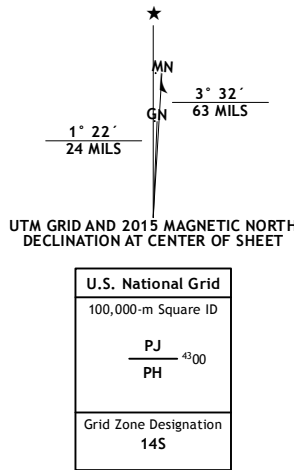 ★
MN
GN
3° 32´
63 MILS
1° 22´
24 MILS
UTM GRID AND 2015 MAGNETIC NORTH
DECLINATION AT CENTER OF SHEET
U.S. National Grid
100,000-m Square ID
PJ
4300
PH
Grid Zone Designation
14S